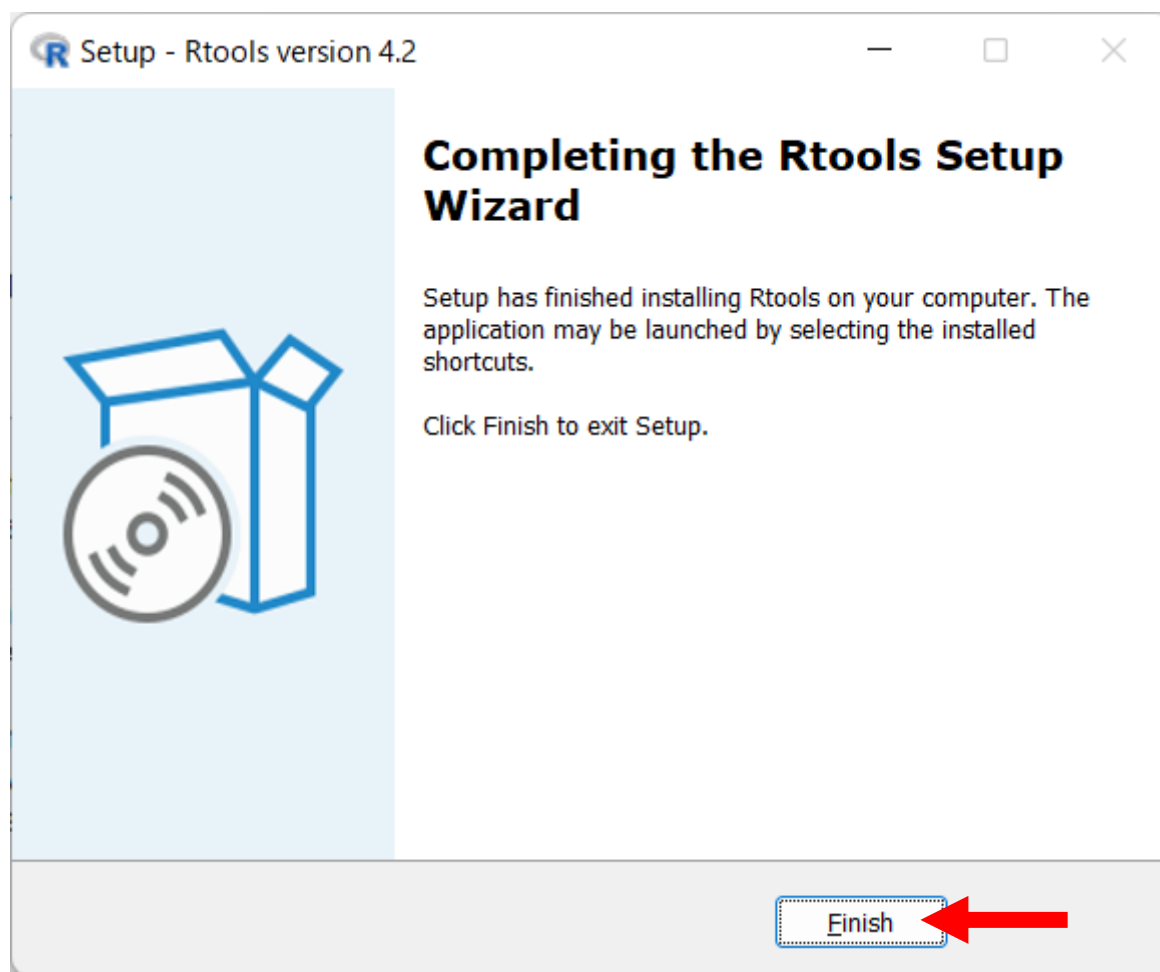 Setup - Rtools version 4.2
Completing the Rtools Setup
Wizard
Setup has finished installing Rtools on your computer. The
application may be launched by selecting the installed
shortcuts.
Click Finish to exit Setup.
Finish